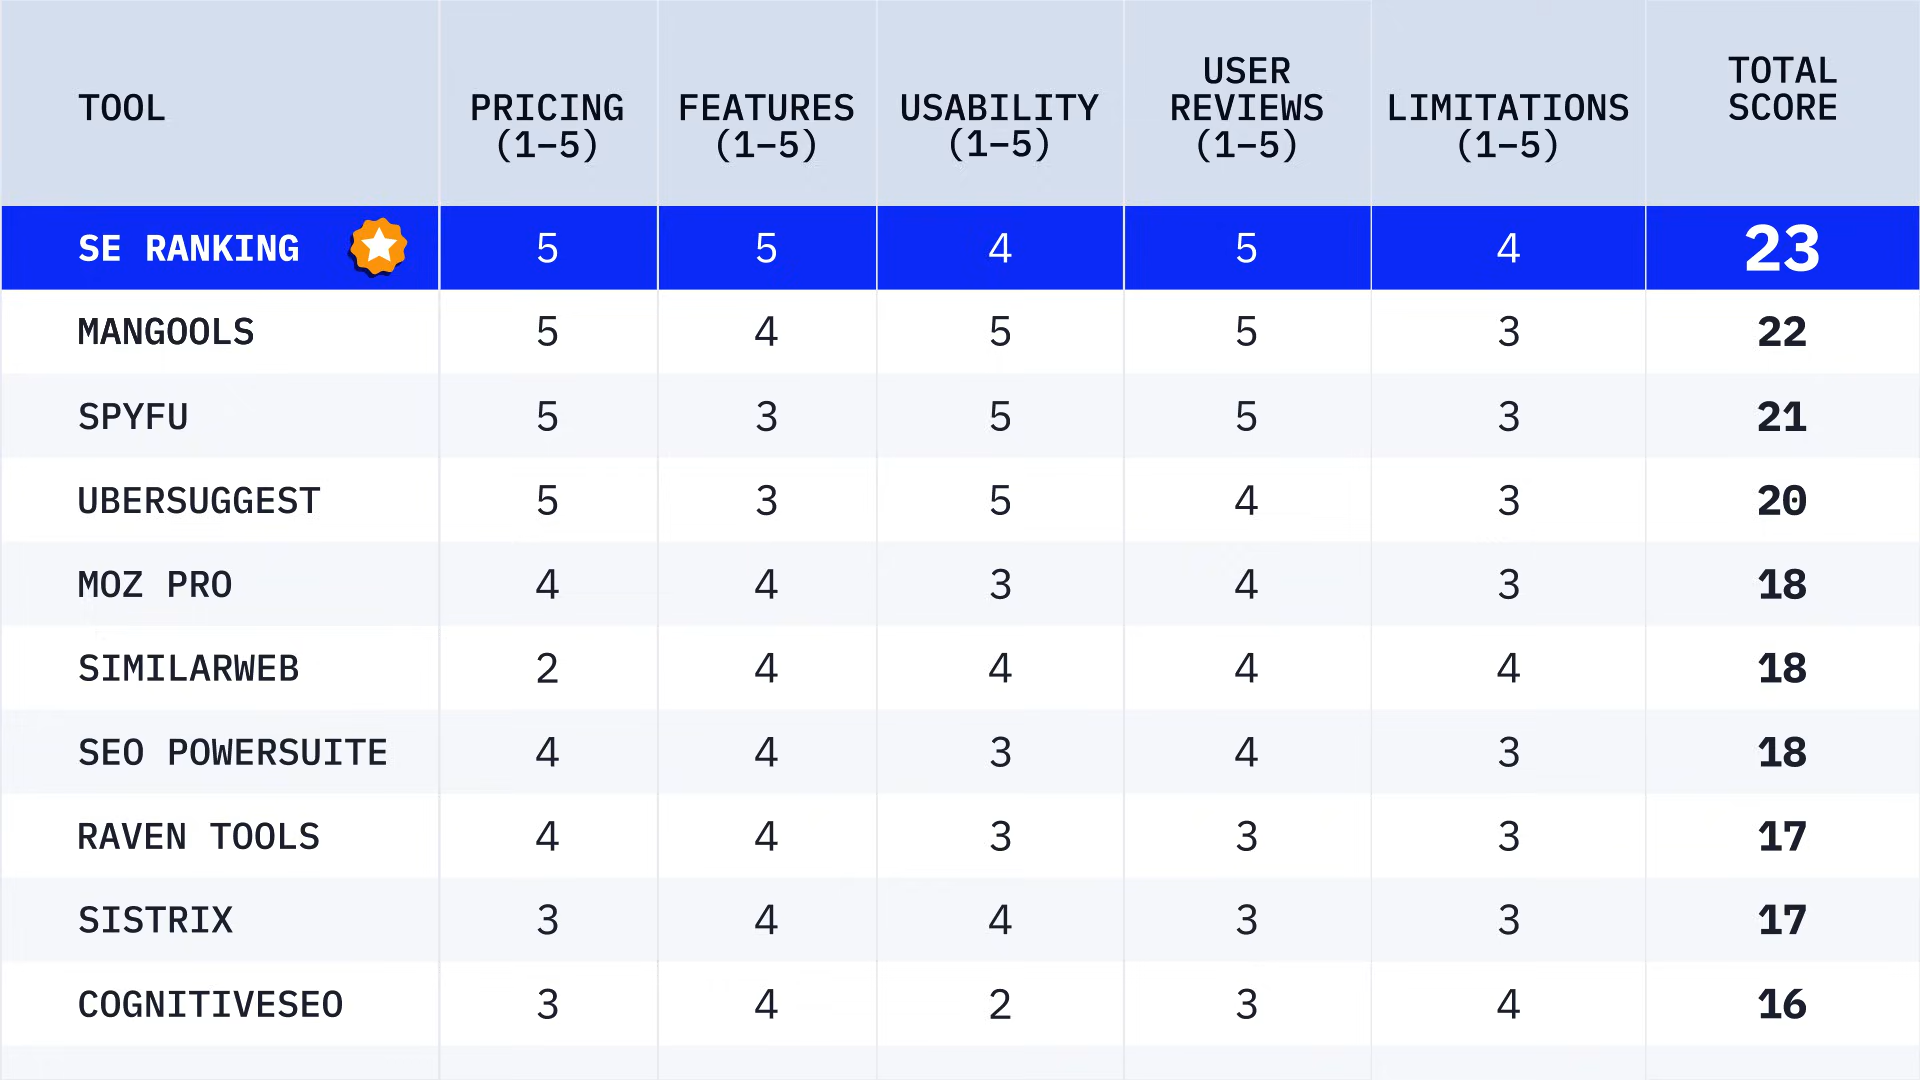 TOOL PRICING (1–5) FEATURES (1–5) USABILITY (1–5) USER REVIEWS (1–5) LIMITATIONS (1–5) TOTAL SCORE
SE RANKING 5 5 4 5 4 23
MANGOOLS 5 4 5 5 3 22
SPYFU 5 3 5 5 3 21
UBERSUGGEST 5 3 5 4 3 20
MOZ PRO 4 4 3 4 3 18
SIMILARWEB 2 4 4 4 4 18
SEO POWERSUITE 4 4 3 4 3 18
RAVEN TOOLS 4 4 3 3 3 17
SISTRIX 3 4 4 3 3 17
COGNITIVESEO 3 4 2 3 4 16